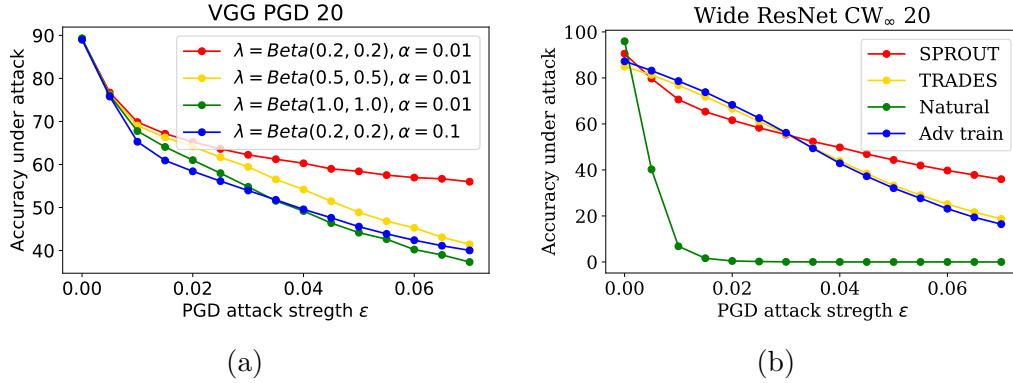 VGG PGD 20
Accuracy under attack
90
80
70
60
50
40
λ = Beta(0.2, 0.2), α = 0.01
λ = Beta(0.5, 0.5), α = 0.01
λ = Beta(1.0, 1.0), α = 0.01
λ = Beta(0.2, 0.2), α = 0.1
0.00 0.02 0.04 0.06
PGD attack stregth ε
(a)
Wide ResNet CW∞ 20
Accuracy under attack
100
80
60
40
20
0
SPROUT
TRADES
Natural
Adv train
0.00 0.02 0.04 0.06
PGD attack stregth ε
(b)